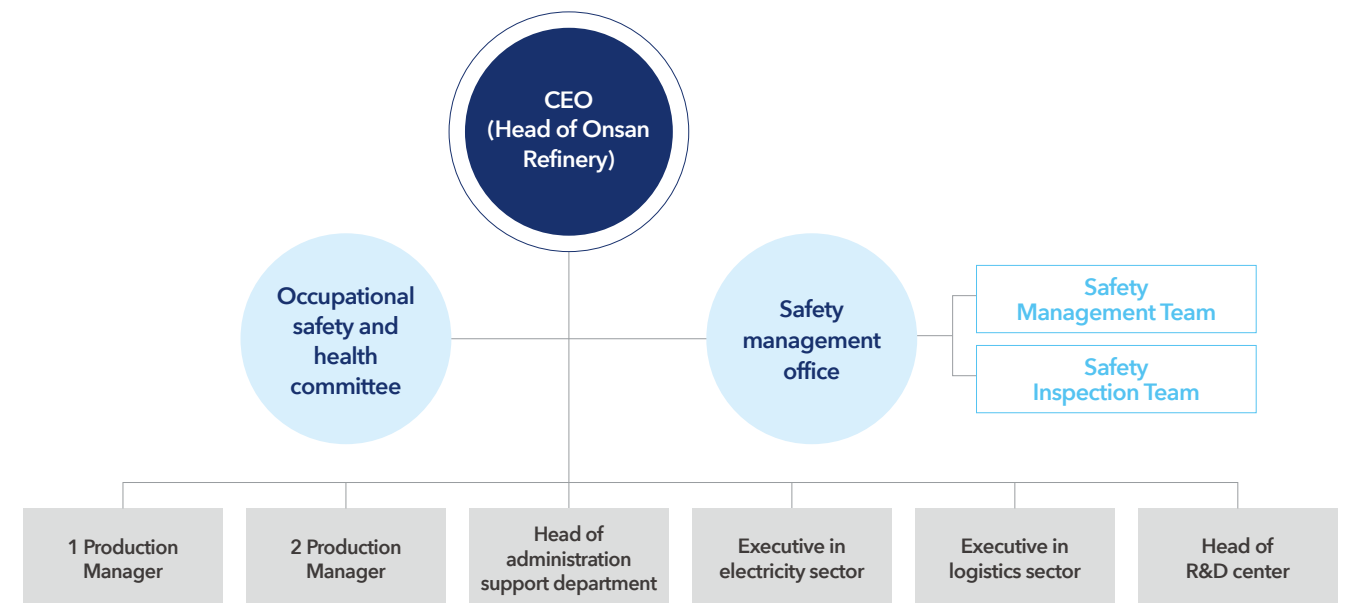 CEO
(Head of Onsan
Refinery)
Occupational
safety and
health
committee
Safety
management
office
Safety
Management Team
Safety
Inspection Team
1 Production
Manager
2 Production
Manager
Head of
administration
support department
Executive in
electricity sector
Executive in
logistics sector
Head of
R&D center